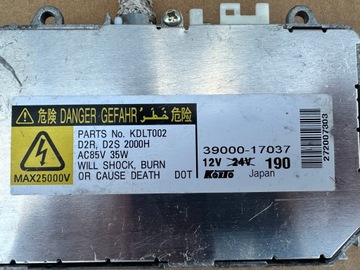 危険 DANGER GEFAHR خطر 危险
PARTS No. KDLT002
D2R, D2S 2000H
AC85V 35W
WILL SHOCK, BURN
OR CAUSE DEATH DOT
MAX25000V
39000-17037
12V 24V 190
KOITO Japan
272007303